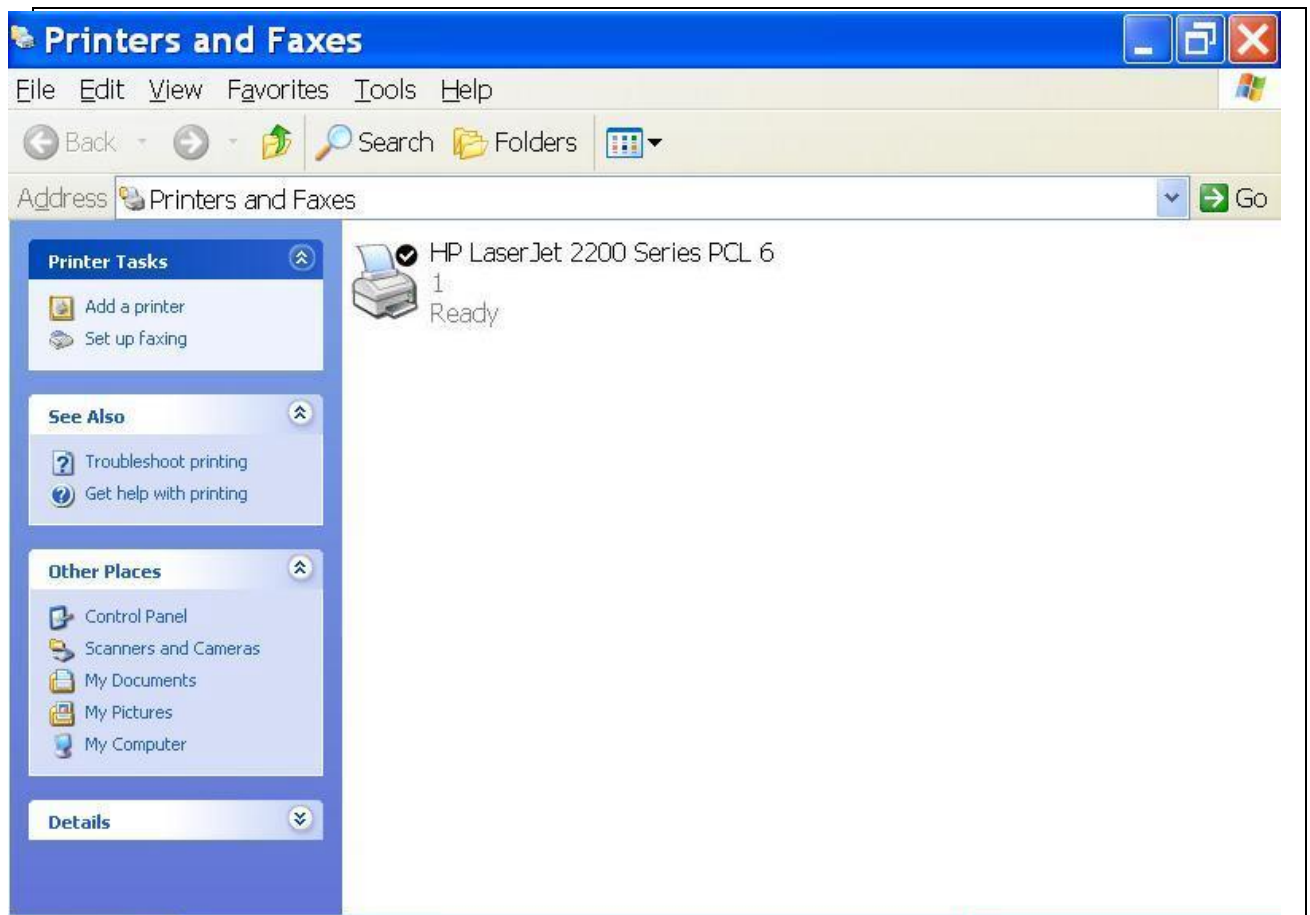 Printers and Faxes
File Edit View Favorites Tools Help
Back Search Folders
Address Printers and Faxes Go
Printer Tasks
Add a printer
Set up faxing
See Also
Troubleshoot printing
Get help with printing
Other Places
Control Panel
Scanners and Cameras
My Documents
My Pictures
My Computer
Details
HP LaserJet 2200 Series PCL 6
1
Ready